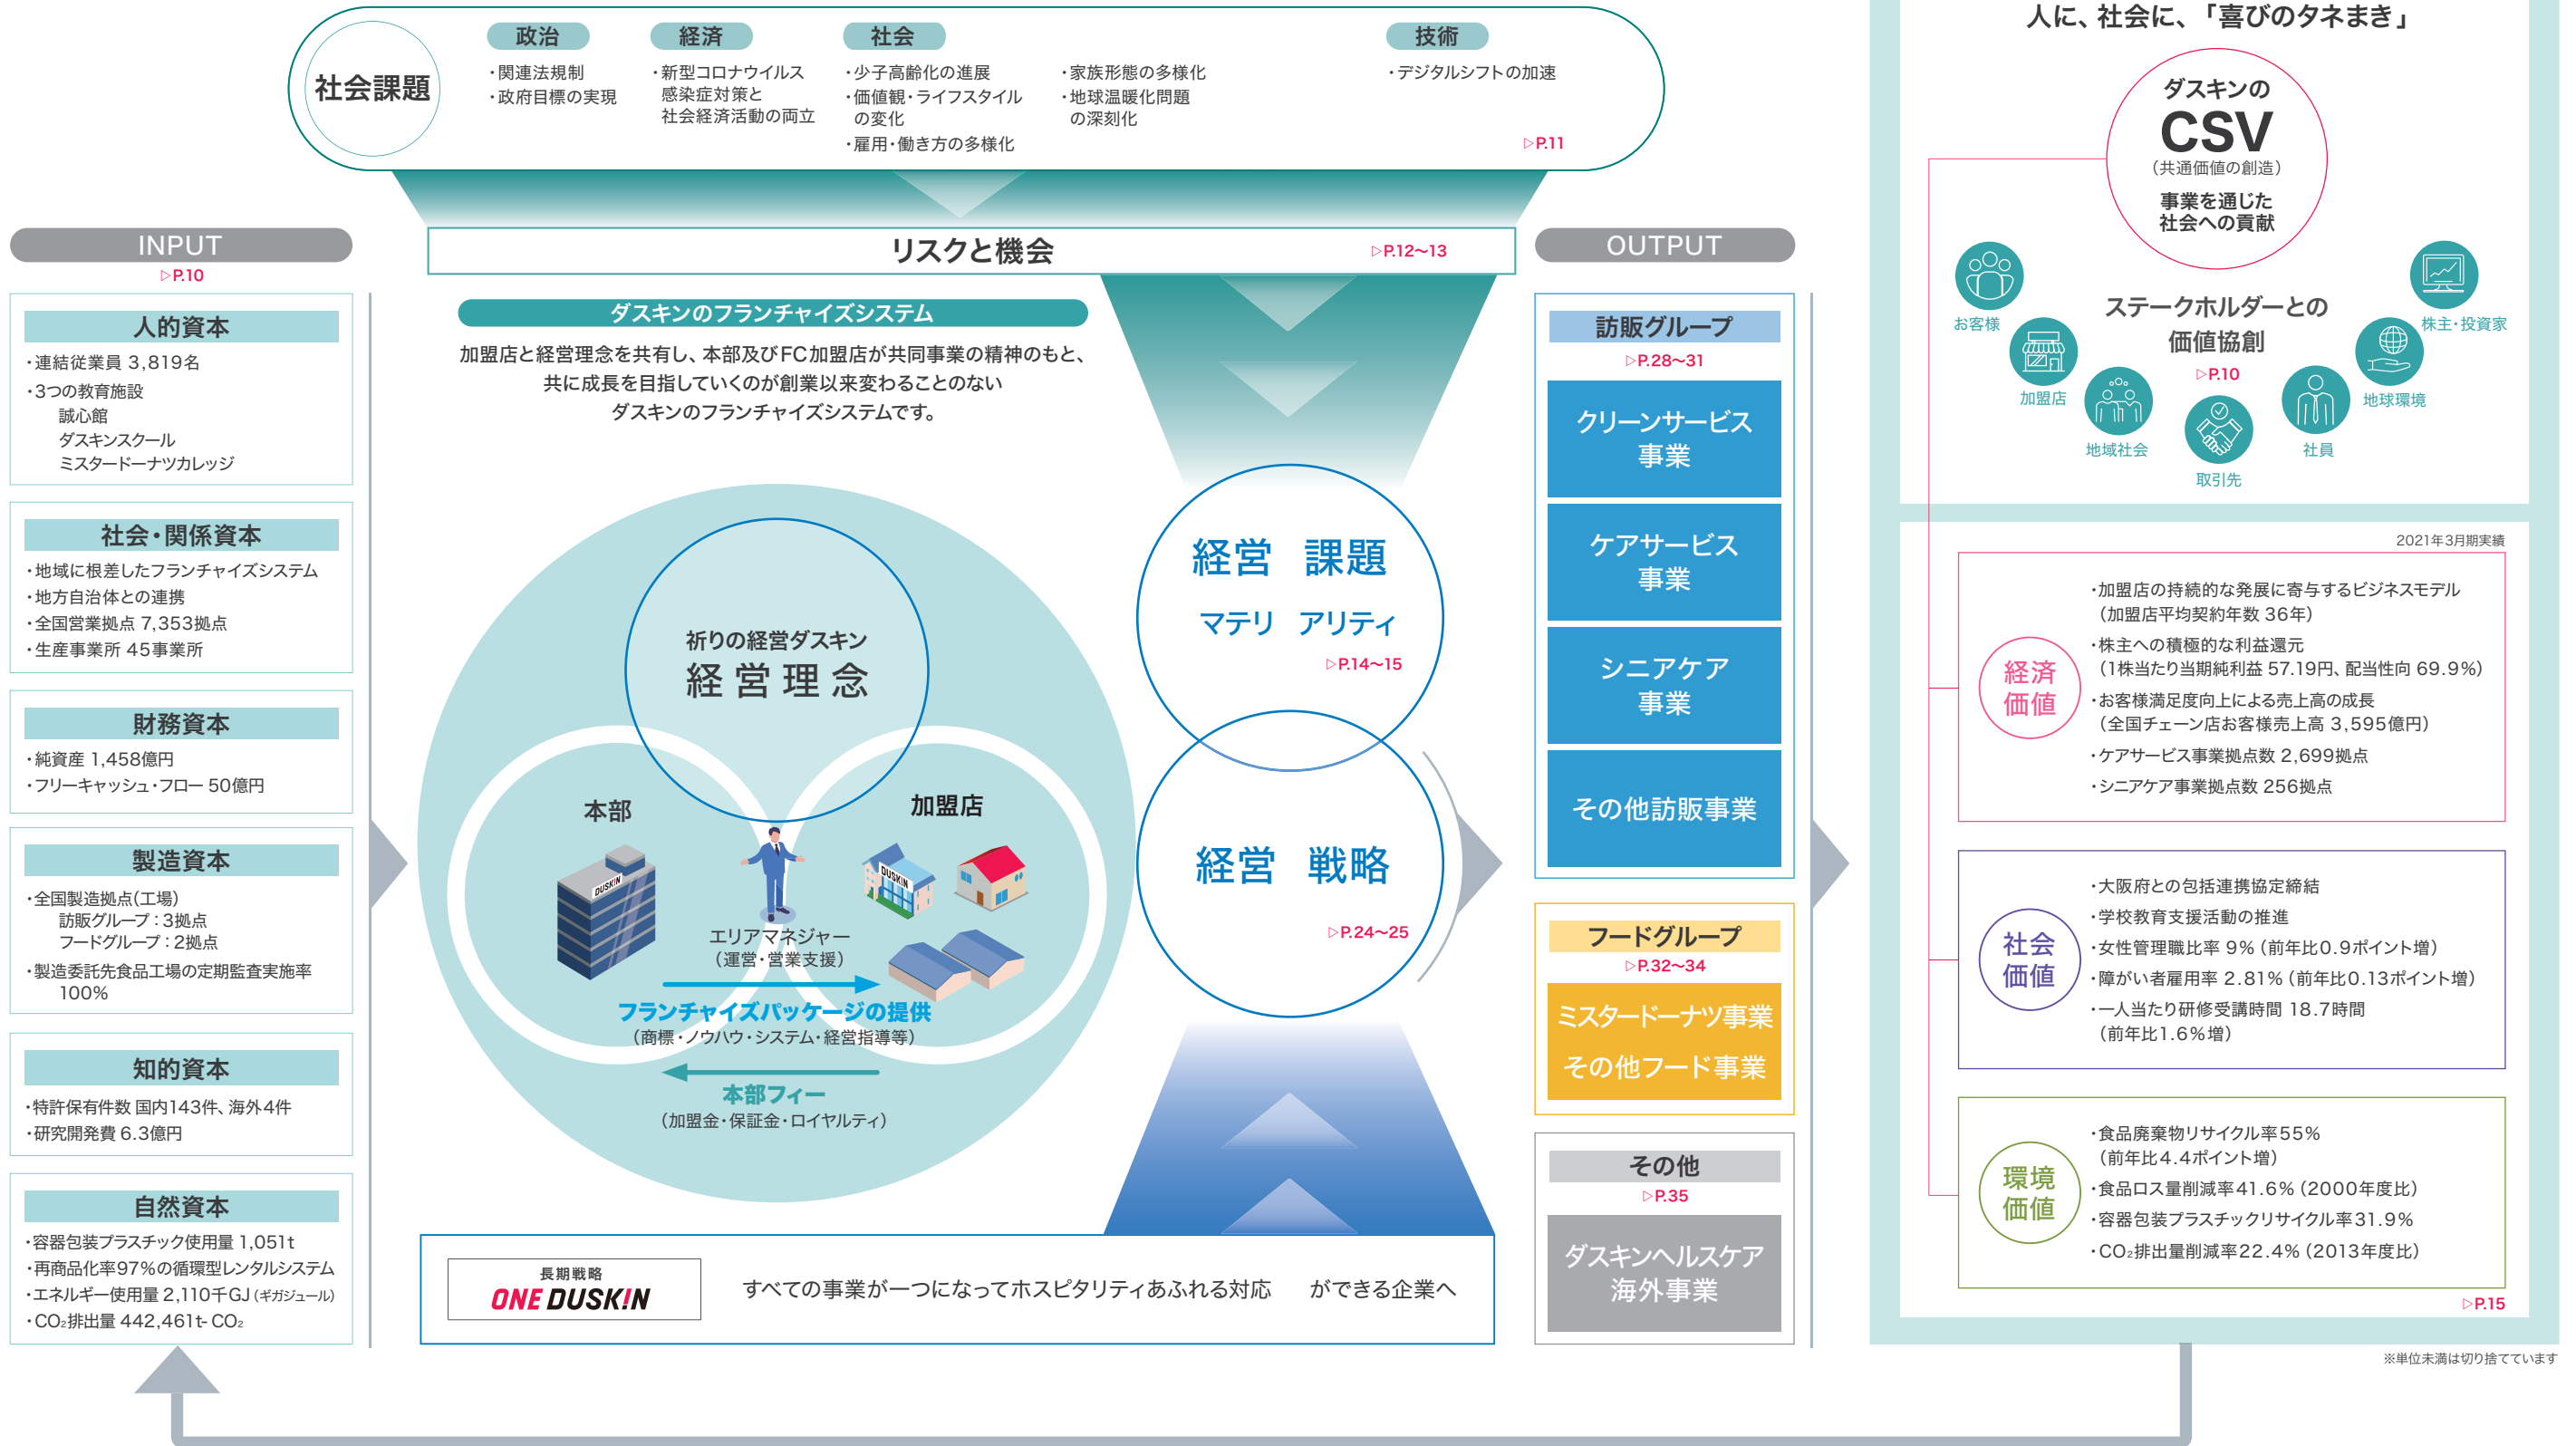 社会課題
政治
・関連法規制
・政府目標の実現
経済
・新型コロナウイルス
感染症対策と
社会経済活動の両立
社会
・少子高齢化の進展
・価値観・ライフスタイル
の変化
・雇用・働き方の多様化
・家族形態の多様化
・地球温暖化問題
の深刻化
技術
・デジタルシフトの加速
▷P.11
リスクと機会
▷P.12～13
INPUT
▷P.10
人的資本
・連結従業員 3,819名
・3つの教育施設
誠心館
ダスキンスクール
ミスタードーナツカレッジ
社会・関係資本
・地域に根差したフランチャイズシステム
・地方自治体との連携
・全国営業拠点 7,353拠点
・生産事業所 45事業所
財務資本
・純資産 1,458億円
・フリーキャッシュ・フロー 50億円
製造資本
・全国製造拠点(工場)
訪販グループ：3拠点
フードグループ：2拠点
・製造委託先食品工場の定期監査実施率
100%
知的資本
・特許保有件数 国内143件、海外4件
・研究開発費 6.3億円
自然資本
・容器包装プラスチック使用量 1,051t
・再商品化率97%の循環型レンタルシステム
・エネルギー使用量 2,110千GJ（ギガジュール）
・CO₂排出量 442,461t- CO₂
ダスキンのフランチャイズシステム
加盟店と経営理念を共有し、本部及びFC加盟店が共同事業の精神のもと、
共に成長を目指していくのが創業以来変わることのない
ダスキンのフランチャイズシステムです。
祈りの経営ダスキン
経営理念
本部
加盟店
DUSKIN
DUSKIN
エリアマネジャー
（運営・営業支援）
フランチャイズパッケージの提供
（商標・ノウハウ・システム・経営指導等）
本部フィー
（加盟金・保証金・ロイヤルティ）
経営 課題
マテリ アリティ
▷P.14～15
経営 戦略
▷P.24～25
長期戦略
ONE DUSK!N
すべての事業が一つになってホスピタリティあふれる対応 ができる企業へ
OUTPUT
訪販グループ
▷P.28～31
クリーンサービス
事業
ケアサービス
事業
シニアケア
事業
その他訪販事業
フードグループ
▷P.32～34
ミスタードーナツ事業
その他フード事業
その他
▷P.35
ダスキンヘルスケア
海外事業
人に、社会に、「喜びのタネまき」
ダスキンの
CSV
（共通価値の創造）
事業を通じた
社会への貢献
ステークホルダーとの
価値協創
▷P.10
お客様
加盟店
地域社会
取引先
社員
地球環境
株主・投資家
2021年3月期実績
経済
価値
・加盟店の持続的な発展に寄与するビジネスモデル
（加盟店平均契約年数 36年）
・株主への積極的な利益還元
（1株当たり当期純利益 57.19円、配当性向 69.9%）
・お客様満足度向上による売上高の成長
（全国チェーン店お客様売上高 3,595億円）
・ケアサービス事業拠点数 2,699拠点
・シニアケア事業拠点数 256拠点
社会
価値
・大阪府との包括連携協定締結
・学校教育支援活動の推進
・女性管理職比率 9%（前年比0.9ポイント増）
・障がい者雇用率 2.81%（前年比0.13ポイント増）
・一人当たり研修受講時間 18.7時間
（前年比1.6%増）
環境
価値
・食品廃棄物リサイクル率55%
（前年比4.4ポイント増）
・食品ロス量削減率41.6%（2000年度比）
・容器包装プラスチックリサイクル率31.9%
・CO₂排出量削減率22.4%（2013年度比）
▷P.15
※単位未満は切り捨てています